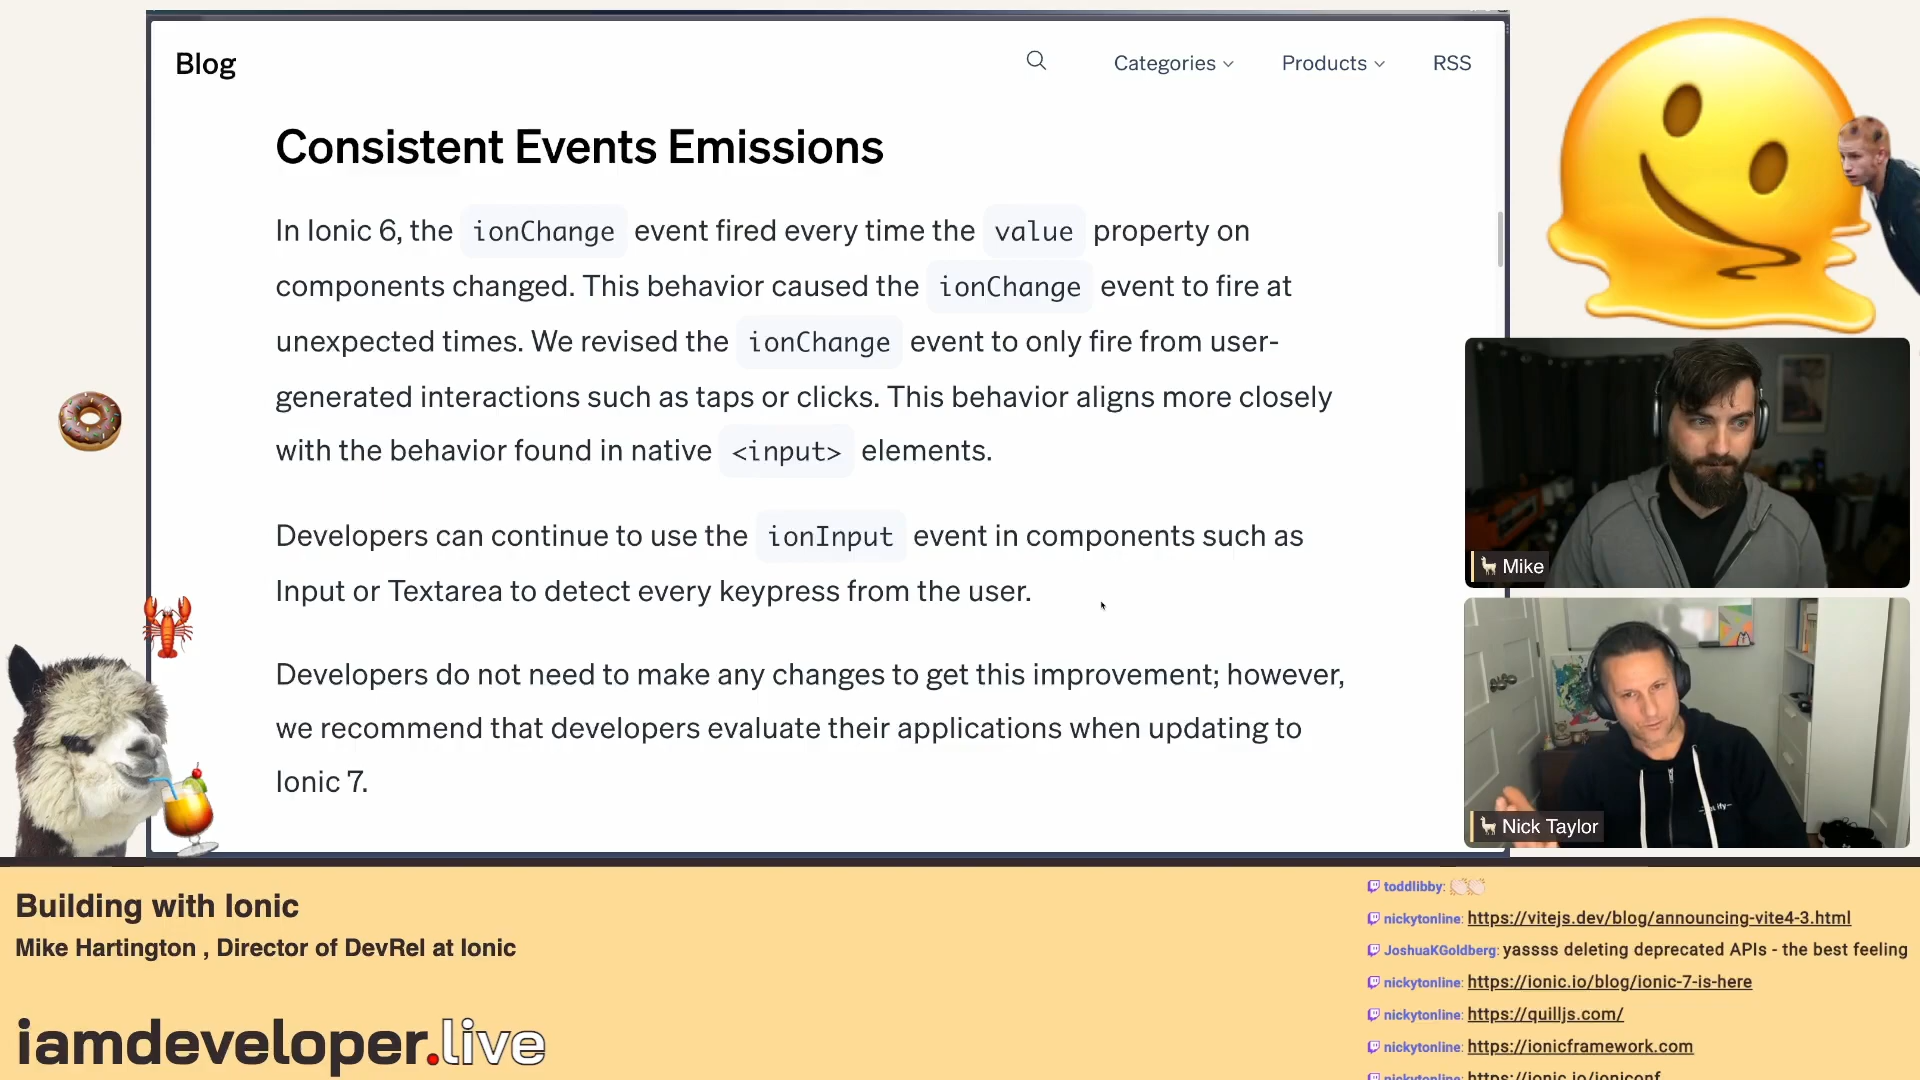 Blog
Categories
Products
RSS
Consistent Events Emissions
In Ionic 6, the ionChange event fired every time the value property on
components changed. This behavior caused the ionChange event to fire at
unexpected times. We revised the ionChange event to only fire from user-
generated interactions such as taps or clicks. This behavior aligns more closely
with the behavior found in native <input> elements.
Developers can continue to use the ionInput event in components such as
Input or Textarea to detect every keypress from the user.
Developers do not need to make any changes to get this improvement; however,
we recommend that developers evaluate their applications when updating to
Ionic 7.
Mike
Nick Taylor
Building with Ionic
Mike Hartington , Director of DevRel at Ionic
iamdeveloper.live
toddlibby:
nickytonline: https://vitejs.dev/blog/announcing-vite4-3.html
JoshuaKGoldberg: yassss deleting deprecated APIs - the best feeling
nickytonline: https://ionic.io/blog/ionic-7-is-here
nickytonline: https://quilljs.com/
nickytonline: https://ionicframework.com
nickytonline: https://ionic.io/ioniconf